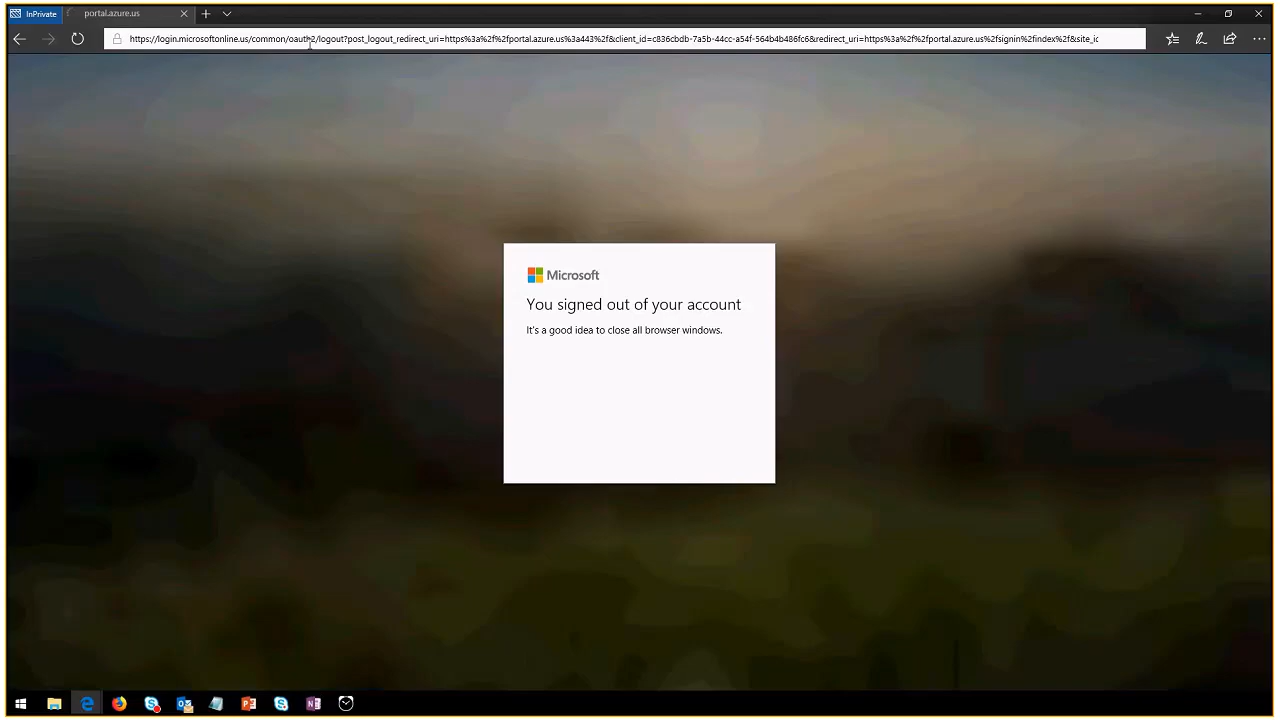 InPrivate
portal.azure.us
https://login.microsoftonline.us/common/oauth2/logout?post_logout_redirect_uri=https%3a%2f%2fportal.azure.us%3a443%2f&client_id=c836cbdb-7a5b-44cc-a54f-564b4b486fc6&redirect_uri=https%3a%2f%2fportal.azure.us%2fsignin%2findex%2f&site_ic
Microsoft
You signed out of your account
It's a good idea to close all browser windows.